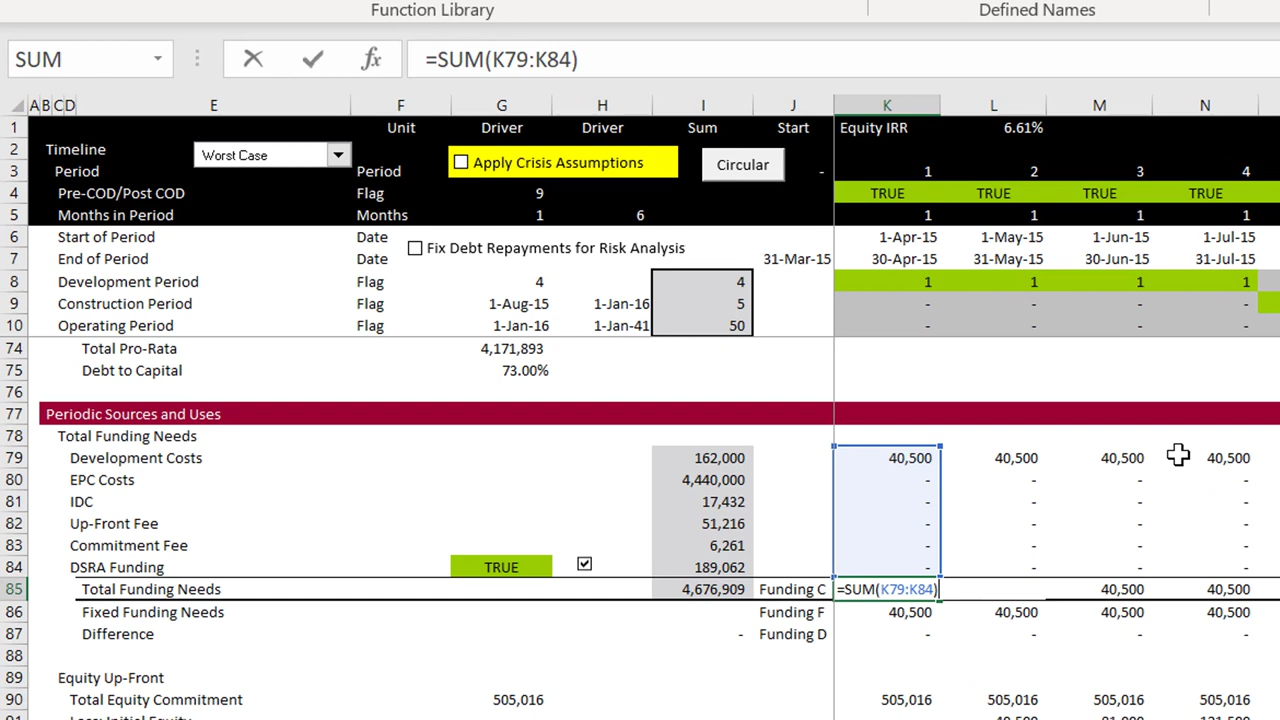 Function Library Defined Names
SUM fx =SUM(K79:K84)
A B C D E F G H I J K L M N
1 Unit Driver Driver Sum Start Equity IRR 6.61%
2 Timeline Worst Case Apply Crisis Assumptions Circular
3 Period Period - 1 2 3 4
4 Pre-COD/Post COD Flag 9 TRUE TRUE TRUE TRUE
5 Months in Period Months 1 6 1 1 1 1
6 Start of Period Date Fix Debt Repayments for Risk Analysis 1-Apr-15 1-May-15 1-Jun-15 1-Jul-15
7 End of Period Date 31-Mar-15 30-Apr-15 31-May-15 30-Jun-15 31-Jul-15
8 Development Period Flag 4 4 1 1 1 1
9 Construction Period Flag 1-Aug-15 1-Jan-16 5 - - - -
10 Operating Period Flag 1-Jan-16 1-Jan-41 50 - - - -
74 Total Pro-Rata 4,171,893
75 Debt to Capital 73.00%
76
77 Periodic Sources and Uses
78 Total Funding Needs
79 Development Costs 162,000 40,500 40,500 40,500 40,500
80 EPC Costs 4,440,000 - - - -
81 IDC 17,432 - - - -
82 Up-Front Fee 51,216 - - - -
83 Commitment Fee 6,261 - - - -
84 DSRA Funding TRUE 189,062 - - - -
85 Total Funding Needs 4,676,909 Funding C =SUM(K79:K84) 40,500 40,500
86 Fixed Funding Needs Funding F 40,500 40,500 40,500 40,500
87 Difference - Funding D - - - -
88
89 Equity Up-Front
90 Total Equity Commitment 505,016 505,016 505,016 505,016 505,016